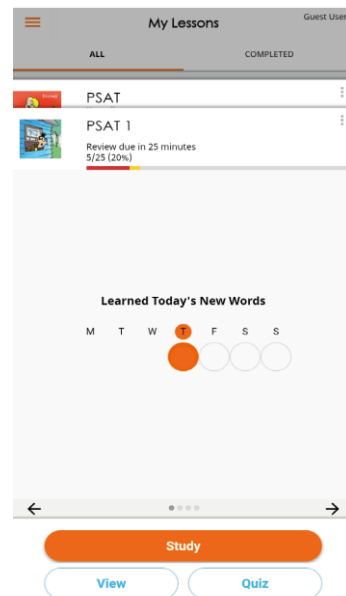 My Lessons
Guest User
ALL COMPLETED
PSAT
PSAT 1
Review due in 25 minutes
5/25 (20%)
Learned Today's New Words
M T W T F S S
Study
View Quiz